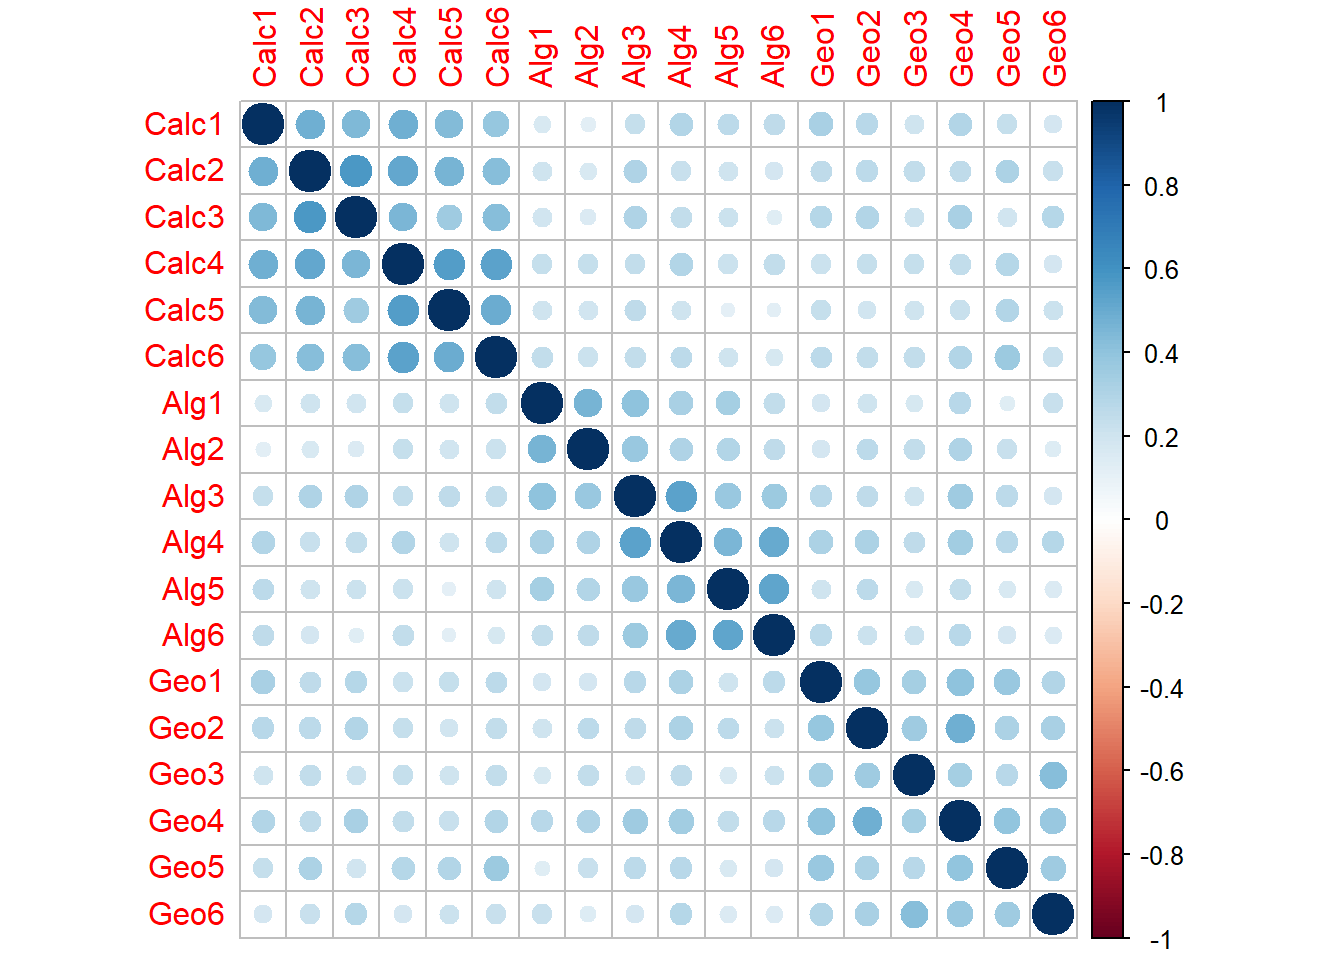 Calc1 Calc2 Calc3 Calc4 Calc5 Calc6 Alg1 Alg2 Alg3 Alg4 Alg5 Alg6 Geo1 Geo2 Geo3 Geo4 Geo5 Geo6
Calc1
Calc2
Calc3
Calc4
Calc5
Calc6
Alg1
Alg2
Alg3
Alg4
Alg5
Alg6
Geo1
Geo2
Geo3
Geo4
Geo5
Geo6
1
0.8
0.6
0.4
0.2
0
-0.2
-0.4
-0.6
-0.8
-1